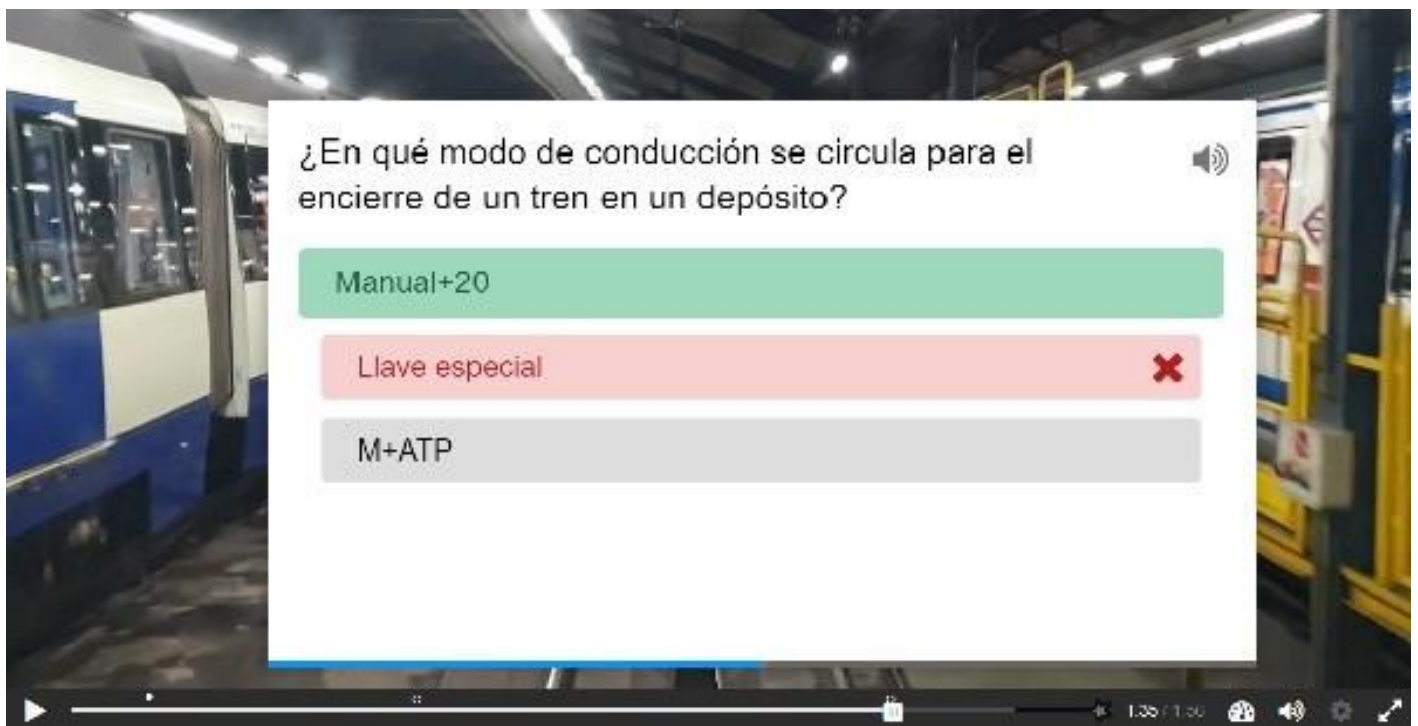 ¿En qué modo de conducción se circula para el
encierre de un tren en un depósito?
Manual+20
Llave especial
M+ATP